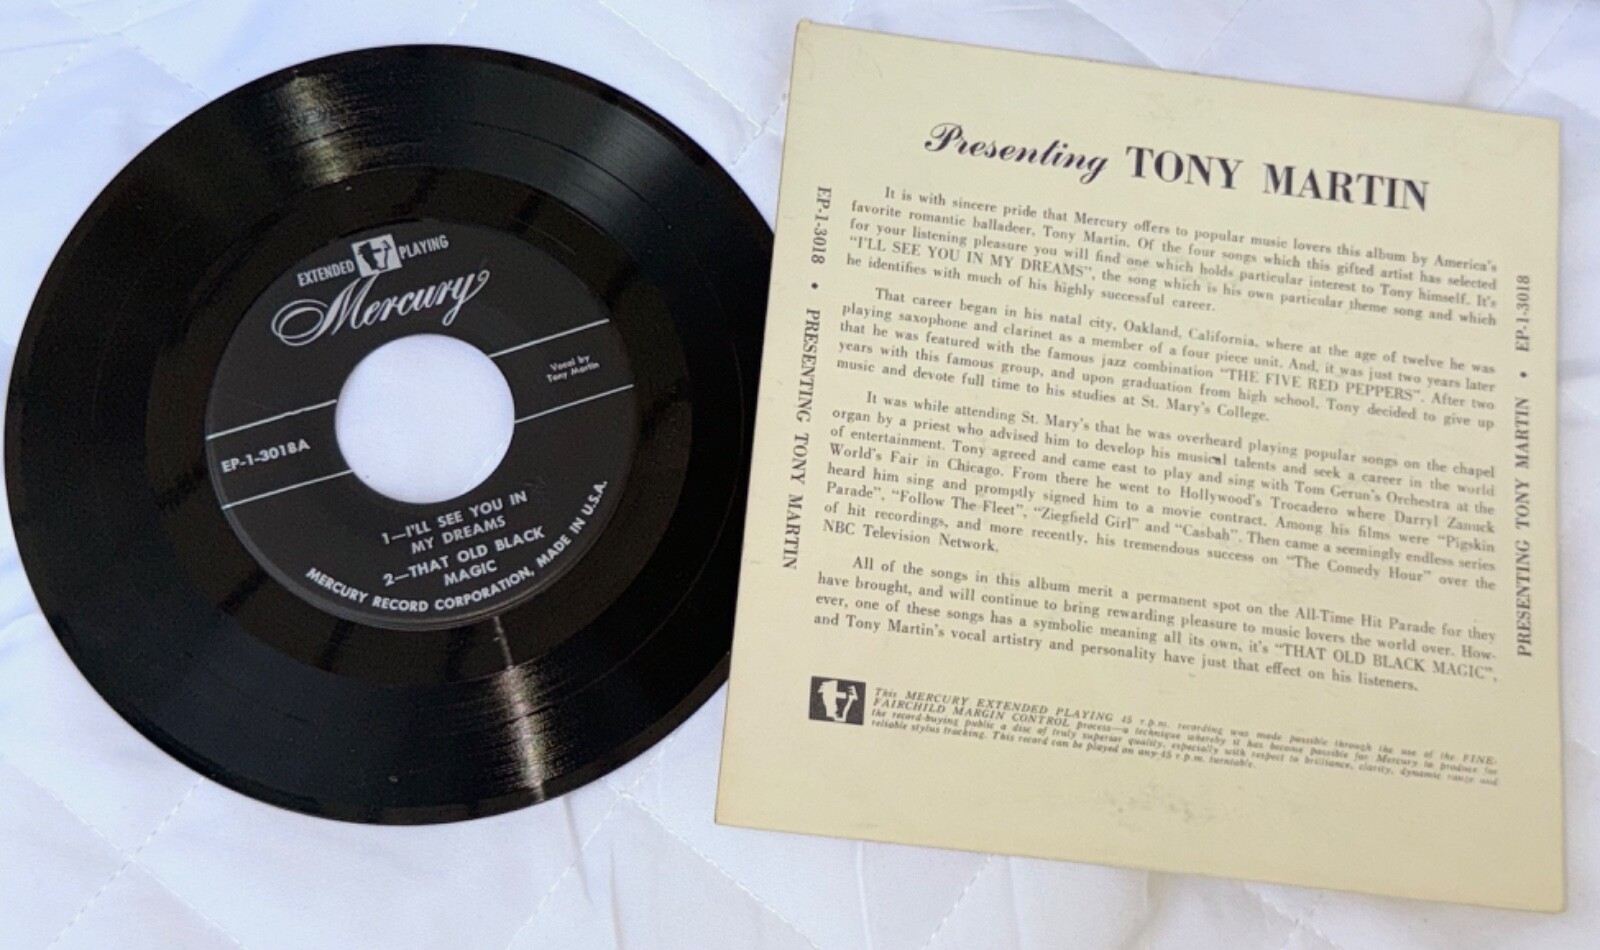 EXTENDED PLAYING
Mercury
Vocal by
Tony Martin
EP-1-3018A
1—I'LL SEE YOU IN
MY DREAMS
2—THAT OLD BLACK
MAGIC
MERCURY RECORD CORPORATION, MADE IN U.S.A.
Presenting TONY MARTIN
It is with sincere pride that Mercury offers to popular music lovers this album by America's
favorite romantic balladeer, Tony Martin. Of the four songs which this gifted artist has selected
for your listening pleasure you will find one which holds particular interest to Tony himself. It's
"I'LL SEE YOU IN MY DREAMS", the song which is his own particular theme song and which
he identifies with much of his highly successful career.
That career began in his natal city, Oakland, California, where at the age of twelve he was
playing saxophone and clarinet as a member of a four piece unit. And, it was just two years later
that he was featured with the famous jazz combination "THE FIVE RED PEPPERS". After two
years with this famous group, and upon graduation from high school, Tony decided to give up
music and devote full time to his studies at St. Mary's College.
It was while attending St. Mary's that he was overheard playing popular songs on the chapel
organ by a priest who advised him to develop his musical talents and seek a career in the world
of entertainment. Tony agreed and came east to play and sing with Tom Gerun's Orchestra at the
World's Fair in Chicago. From there he went to Hollywood's Trocadero where Darryl Zanuck
heard him sing and promptly signed him to a movie contract. Among his films were "Pigskin
Parade", "Follow The Fleet", "Ziegfield Girl" and "Casbah". Then came a seemingly endless series
of hit recordings, and more recently, his tremendous success on "The Comedy Hour" over the
NBC Television Network.
All of the songs in this album merit a permanent spot on the All-Time Hit Parade for they
have brought, and will continue to bring rewarding pleasure to music lovers the world over. How-
ever, one of these songs has a symbolic meaning all its own, it's "THAT OLD BLACK MAGIC",
and Tony Martin's vocal artistry and personality have just that effect on his listeners.
This MERCURY EXTENDED PLAYING 45 r.p.m. recording was made possible through the use of the FINE-
FAIRCHILD MARGIN CONTROL process—a technique whereby it has become possible for Mercury to produce for
the record-buying public a disc of truly superior quality, especially with respect to brilliance, clarity, dynamic range and
reliable stylus tracking. This record can be played on any 45 r.p.m. turntable.
EP-1-3018 • PRESENTING TONY MARTIN
PRESENTING TONY MARTIN • EP-1-3018